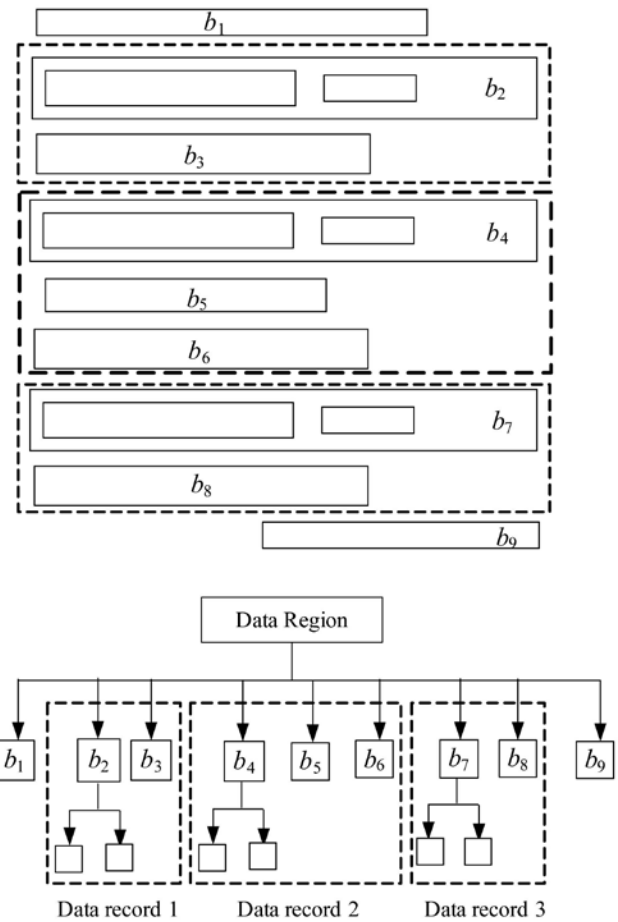 b1
b2
b3
b4
b5
b6
b7
b8
b9
Data Region
b1 b2 b3 b4 b5 b6 b7 b8 b9
Data record 1 Data record 2 Data record 3